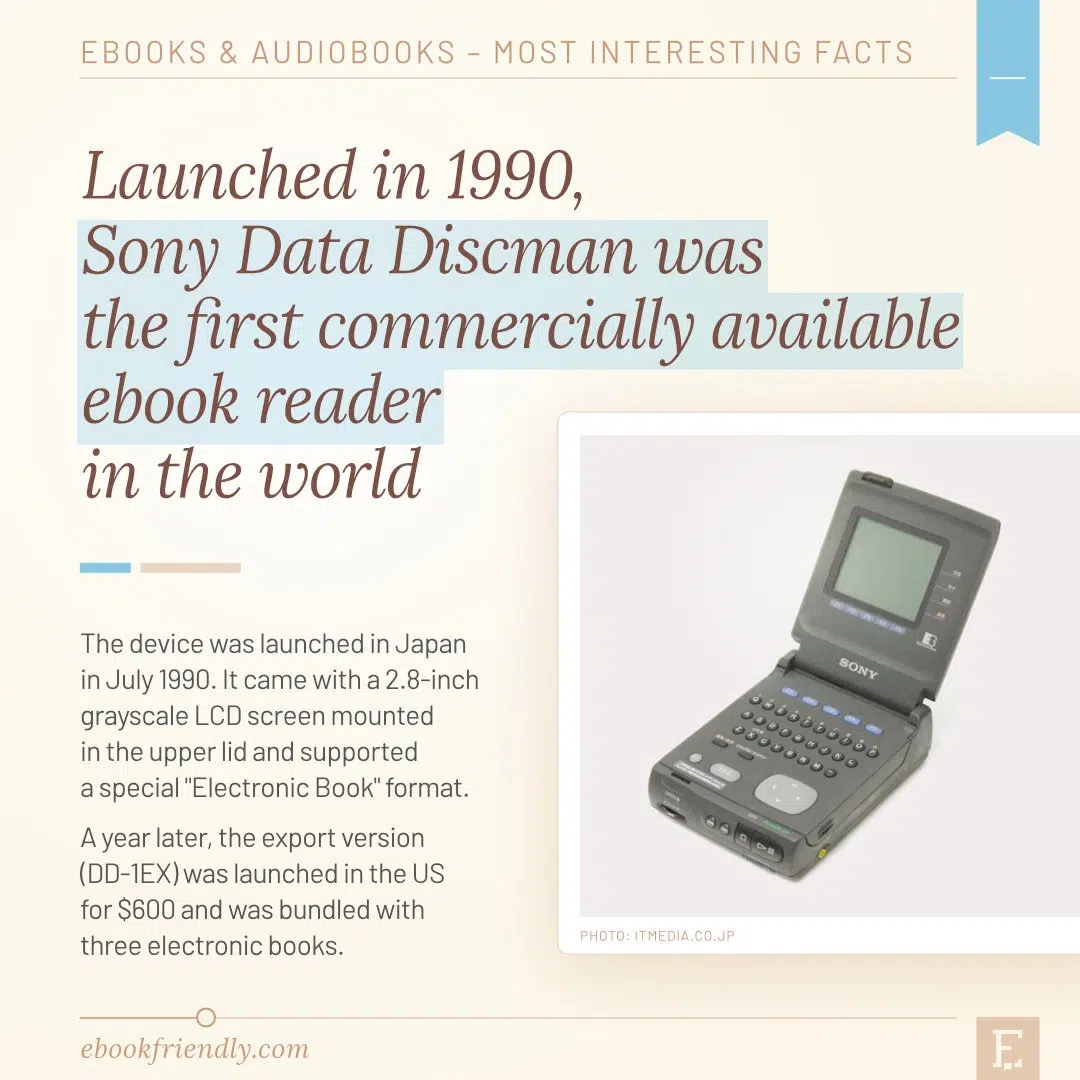 EBOOKS & AUDIOBOOKS – MOST INTERESTING FACTS
Launched in 1990,
Sony Data Discman was
the first commercially available
ebook reader
in the world
The device was launched in Japan
in July 1990. It came with a 2.8-inch
grayscale LCD screen mounted
in the upper lid and supported
a special "Electronic Book" format.
A year later, the export version
(DD-1EX) was launched in the US
for $600 and was bundled with
three electronic books.
SONY
PHOTO: ITMEDIA.CO.JP
ebookfriendly.com
E